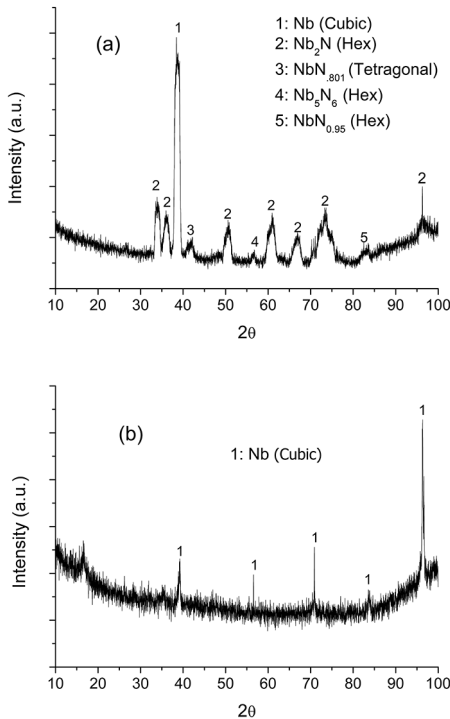 (a)
1: Nb (Cubic)
2: Nb₂N (Hex)
3: NbN.₈₀₁ (Tetragonal)
4: Nb₅N₆ (Hex)
5: NbN₀.₉₅ (Hex)
1
2
2
3
2
4
2
2
2
5
2
Intensity (a.u.)
10 20 30 40 50 60 70 80 90 100
2θ
(b)
1: Nb (Cubic)
1
1
1
1
1
Intensity (a.u.)
10 20 30 40 50 60 70 80 90 100
2θ